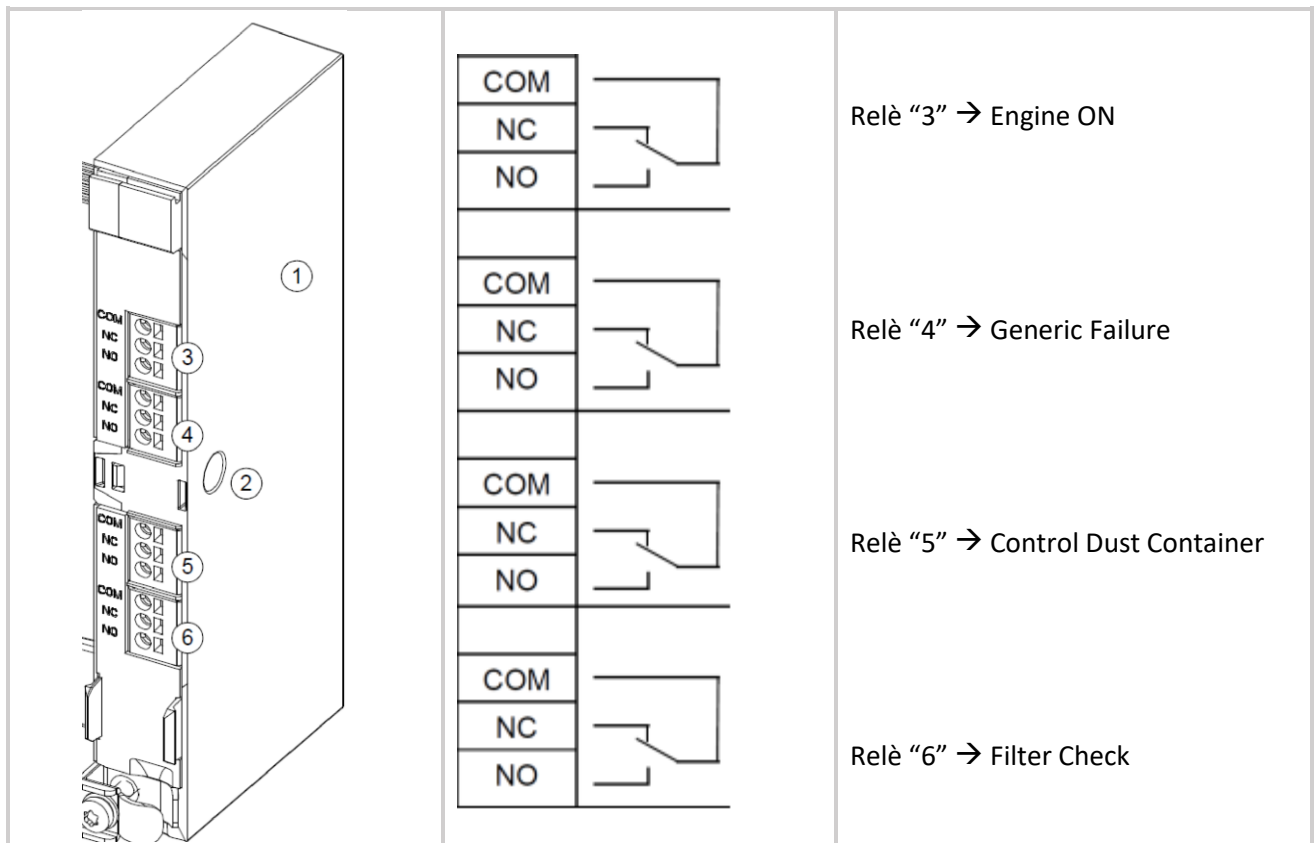 1
COM
NC
NO
3
COM
NC
NO
4
2
COM
NC
NO
5
COM
NC
NO
6
COM
NC
NO
COM
NC
NO
COM
NC
NO
COM
NC
NO
Relè “3” → Engine ON
Relè “4” → Generic Failure
Relè “5” → Control Dust Container
Relè “6” → Filter Check